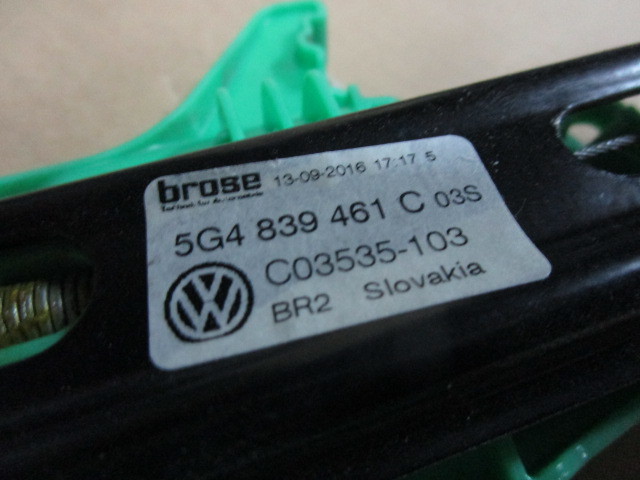 brose 13-09-2016 17:17 5
5G4 839 461 C 03S
C03535-103
BR2 Slovakia